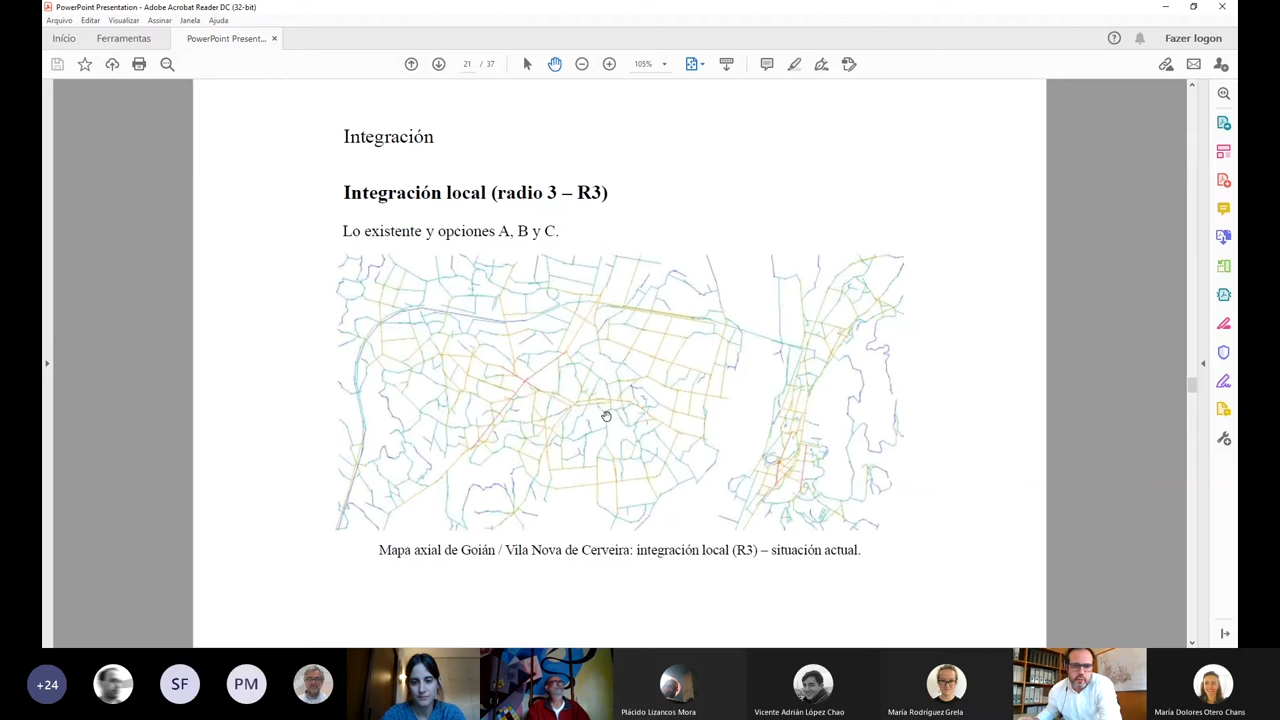 PowerPoint Presentation - Adobe Acrobat Reader DC (32-bit)
Arquivo Editar Visualizar Assinar Janela Ajuda
Início Ferramentas PowerPoint Present... × Fazer logon
21 / 37 105%
Integración
Integración local (radio 3 – R3)
Lo existente y opciones A, B y C.
Mapa axial de Goián / Vila Nova de Cerveira: integración local (R3) – situación actual.
+24 SF PM
Plácido Lizancos Mora Vicente Adrián López Chao María Rodríguez Grela María Dolores Otero Chans